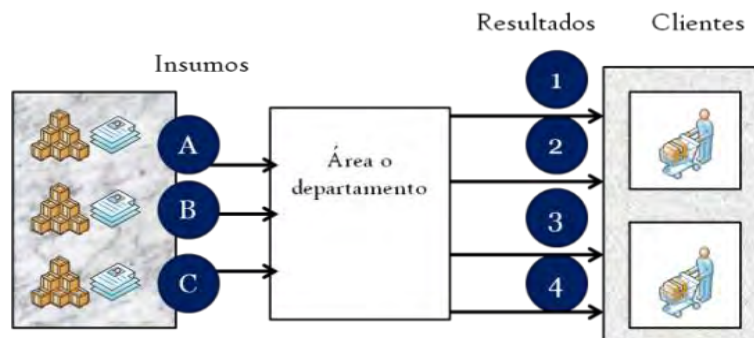 Resultados
Clientes
Insumos
1
A
2
Área o
departamento
B
3
C
4